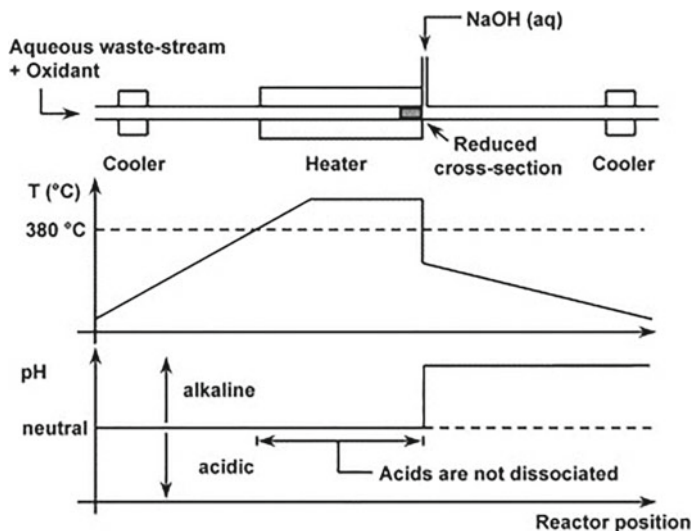 NaOH (aq)
Aqueous waste-stream
+ Oxidant
Reduced
cross-section
Cooler
Heater
Cooler
T (°C)
380 °C
pH
alkaline
neutral
acidic
Acids are not dissociated
Reactor position